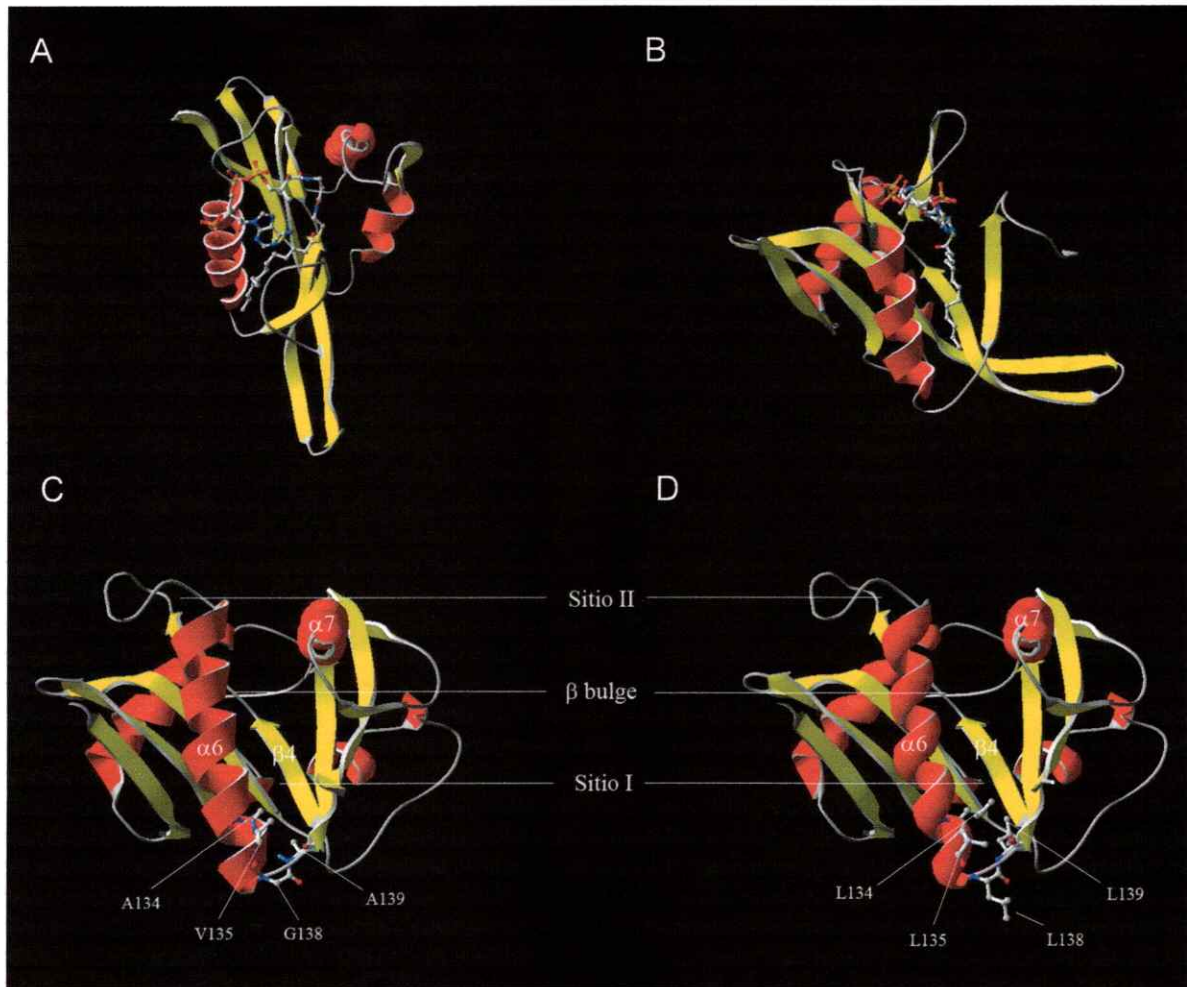 A
B
C
D
Sitio II
α7
α7
β bulge
α6
β4
α6
β4
Sitio I
A134
V135
G138
A139
L134
L135
L138
L139